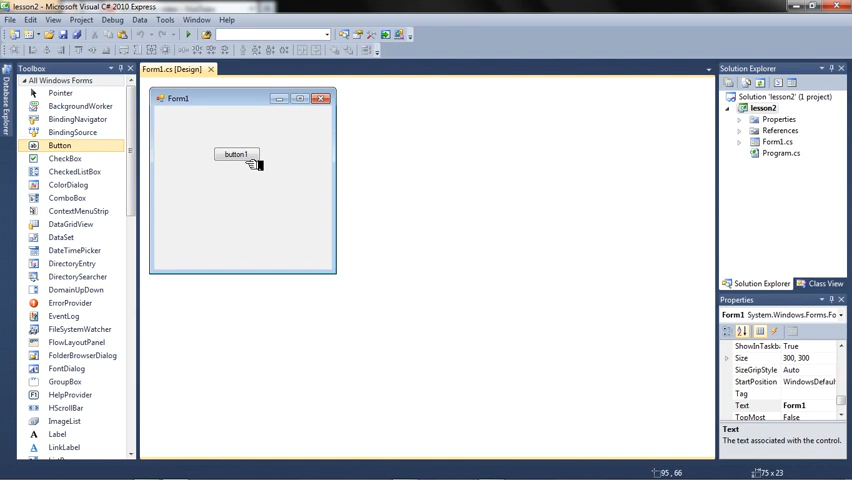 lesson2 - Microsoft Visual C# 2010 Express
File Edit View Project Debug Data Tools Window Help
Toolbox
Form1.cs [Design]
Solution Explorer
Database Explorer
All Windows Forms
Pointer
BackgroundWorker
BindingNavigator
BindingSource
Button
CheckBox
CheckedListBox
ColorDialog
ComboBox
ContextMenuStrip
DataGridView
DataSet
DateTimePicker
DirectoryEntry
DirectorySearcher
DomainUpDown
ErrorProvider
EventLog
FileSystemWatcher
FlowLayoutPanel
FolderBrowserDialog
FontDialog
GroupBox
HelpProvider
HScrollBar
ImageList
Label
LinkLabel
Form1
button1
Solution 'lesson2' (1 project)
lesson2
Properties
References
Form1.cs
Program.cs
Solution Explorer Class View
Properties
Form1 System.Windows.Forms.Fo
ShowInTaskba True
Size 300, 300
SizeGripStyle Auto
StartPosition WindowsDefau
Tag
Text Form1
TopMost False
Text
The text associated with the control.
95, 66
75 x 23